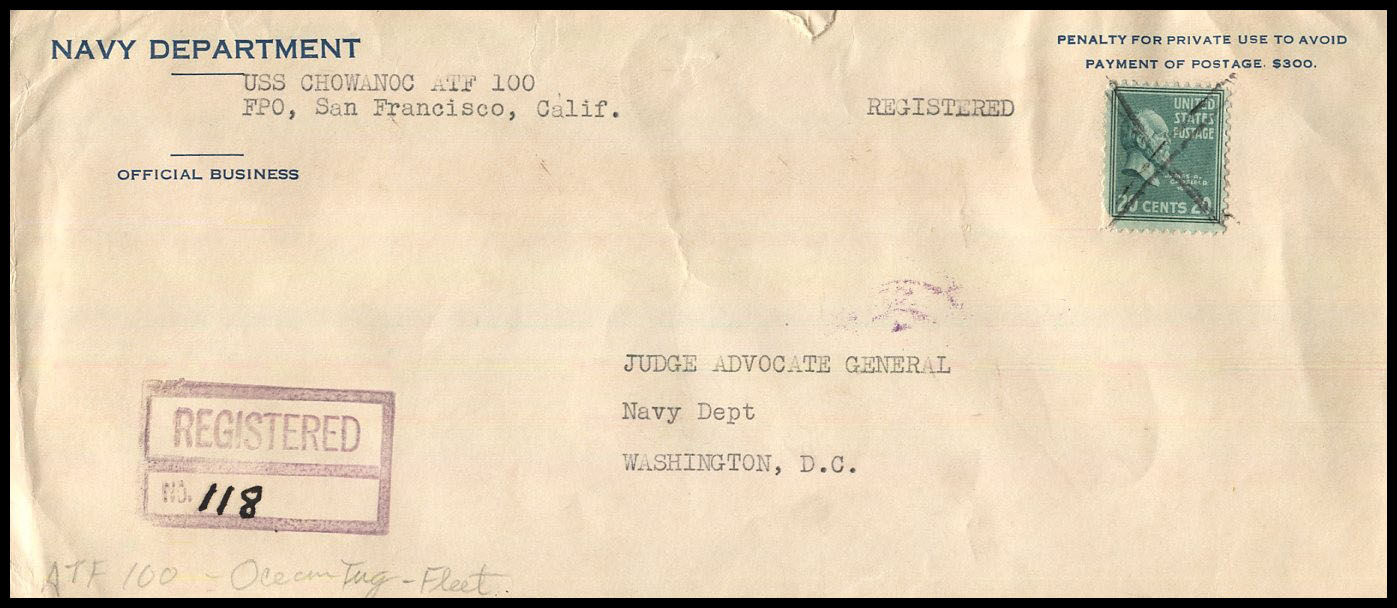 NAVY DEPARTMENT
USS CHOWANOC ATF 100
FPO, San Francisco, Calif.
OFFICIAL BUSINESS
REGISTERED
PENALTY FOR PRIVATE USE TO AVOID
PAYMENT OF POSTAGE. $300.
UNITED
STATES
POSTAGE
JAMES A.
GARFIELD
20 CENTS 20
JUDGE ADVOCATE GENERAL
Navy Dept
WASHINGTON, D.C.
REGISTERED
NO. 118
ATF 100 - Ocean Tug - Fleet